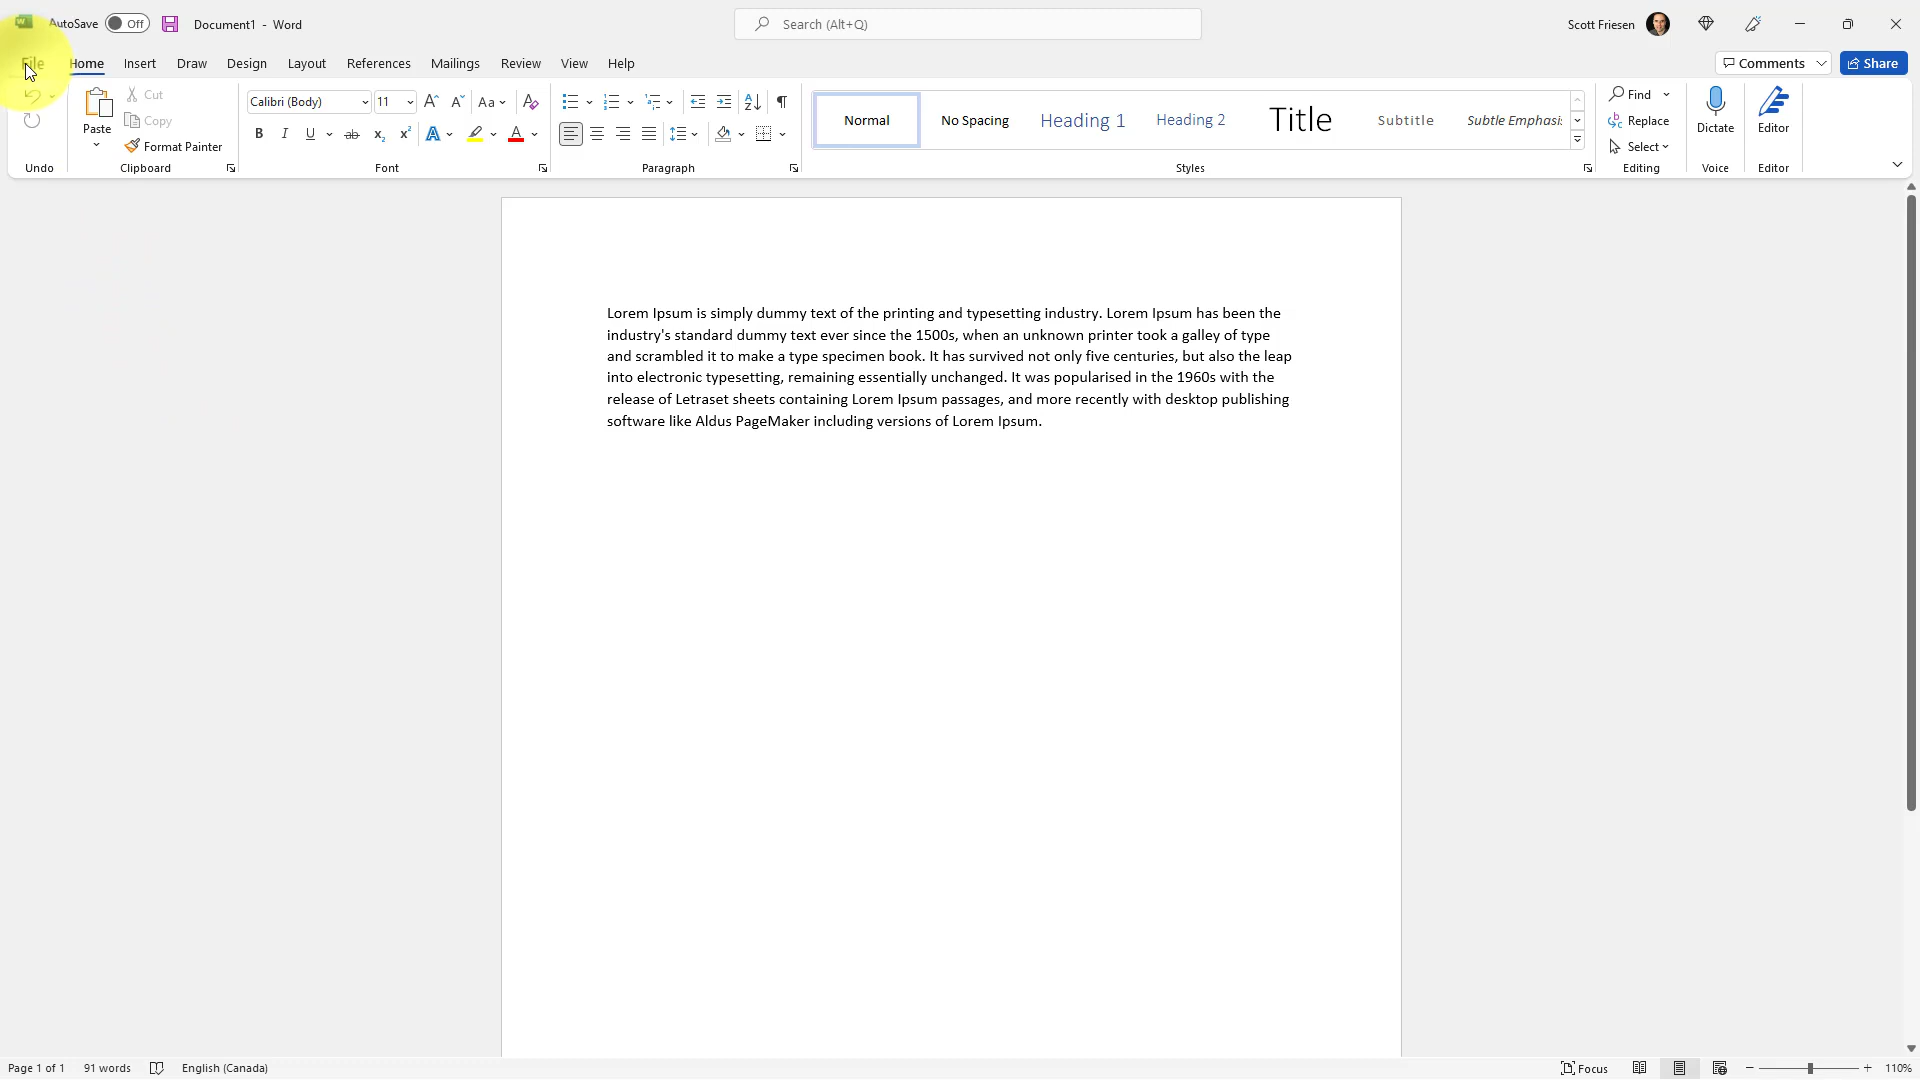 AutoSave Off Document1 - Word Search (Alt+Q) Scott Friesen
File Home Insert Draw Design Layout References Mailings Review View Help Comments Share
Paste Cut Copy Format Painter
Calibri (Body) 11
Normal No Spacing Heading 1 Heading 2 Title Subtitle Subtle Emphasis
Find Replace Select Dictate Editor
Undo Clipboard Font Paragraph Styles Editing Voice Editor
Lorem Ipsum is simply dummy text of the printing and typesetting industry. Lorem Ipsum has been the
industry's standard dummy text ever since the 1500s, when an unknown printer took a galley of type
and scrambled it to make a type specimen book. It has survived not only five centuries, but also the leap
into electronic typesetting, remaining essentially unchanged. It was popularised in the 1960s with the
release of Letraset sheets containing Lorem Ipsum passages, and more recently with desktop publishing
software like Aldus PageMaker including versions of Lorem Ipsum.
Page 1 of 1 91 words English (Canada) Focus 110%